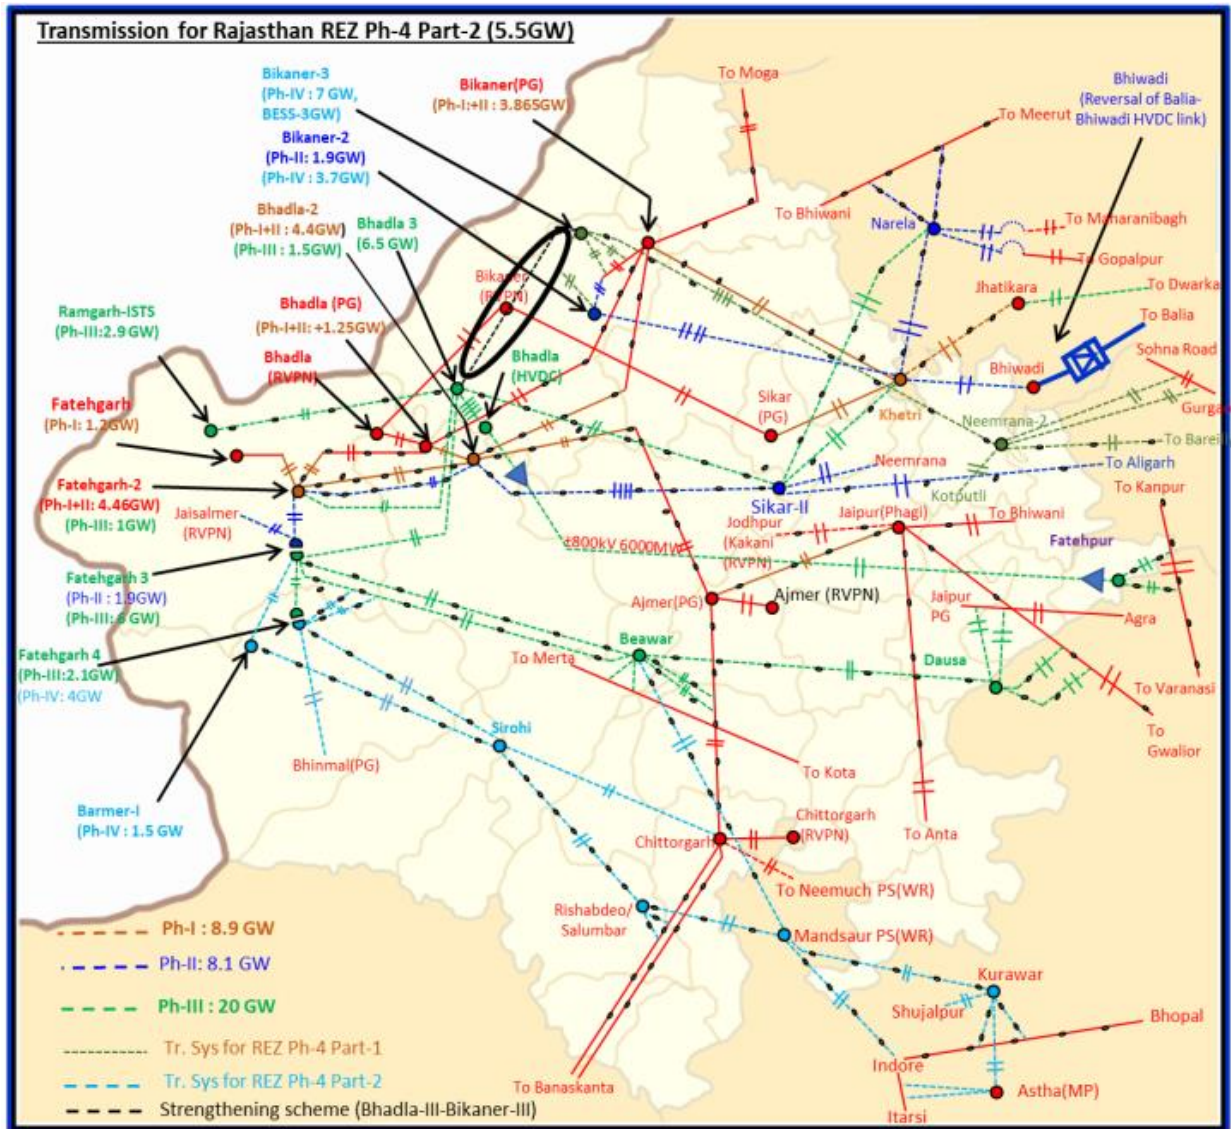 Transmission for Rajasthan REZ Ph-4 Part-2 (5.5GW)
Bikaner-3
(Ph-IV : 7 GW,
BESS-3GW)
Bikaner(PG)
(Ph-I:+II : 3.865GW)
To Moga
Bhiwadi
(Reversal of Balia-
Bhiwadi HVDC link)
To Meerut
Bikaner-2
(Ph-II: 1.9GW)
(Ph-IV : 3.7GW)
Bhadla-2
(Ph-I+II : 4.4GW)
(Ph-III : 1.5GW)
Bhadla 3
(6.5 GW)
To Bhiwani
Narela
To Maharanibagh
To Gopalpur
Bikaner
(RVPN)
Jhatikara
To Dwarka
Ramgarh-ISTS
(Ph-III:2.9 GW)
Bhadla (PG)
(Ph-I+II: +1.25GW)
Bhadla
(RVPN)
Bhadla
(HVDC)
To Balia
Sohna Road
Bhiwadi
Gurga
Fatehgarh
(Ph-I: 1.2GW)
Sikar
(PG)
Khetri
Neemrana-2
To Barei
Neemrana
To Aligarh
Kotputli
To Kanpur
Fatehgarh-2
(Ph-I+II: 4.46GW)
(Ph-III: 1GW)
Jaisalmer
(RVPN)
Sikar-II
Jaipur(Phagi)
To Bhiwani
Jodhpur
(Kakani
(RVPN)
±800kV 6000MW
Fatehpur
Fatehgarh 3
(Ph-II : 1.9GW)
(Ph-III: 6 GW)
Ajmer(PG)
Ajmer (RVPN)
Jaipur
PG
Agra
Fatehgarh 4
(Ph-III:2.1GW)
(Ph-IV: 4GW
Beawar
To Merta
Dausa
To Varanasi
To
Gwalior
Sirohi
Bhinmal(PG)
To Kota
Barmer-I
(Ph-IV : 1.5 GW
Chittorgarh
Chittorgarh
(RVPN)
To Anta
To Neemuch PS(WR)
Rishabdeo/
Salumbar
Mandsaur PS(WR)
Kurawar
Shujalpur
Bhopal
Indore
Astha(MP)
Itarsi
To Banaskanta
Ph-I : 8.9 GW
Ph-II: 8.1 GW
Ph-III : 20 GW
Tr. Sys for REZ Ph-4 Part-1
Tr. Sys for REZ Ph-4 Part-2
Strengthening scheme (Bhadla-III-Bikaner-III)